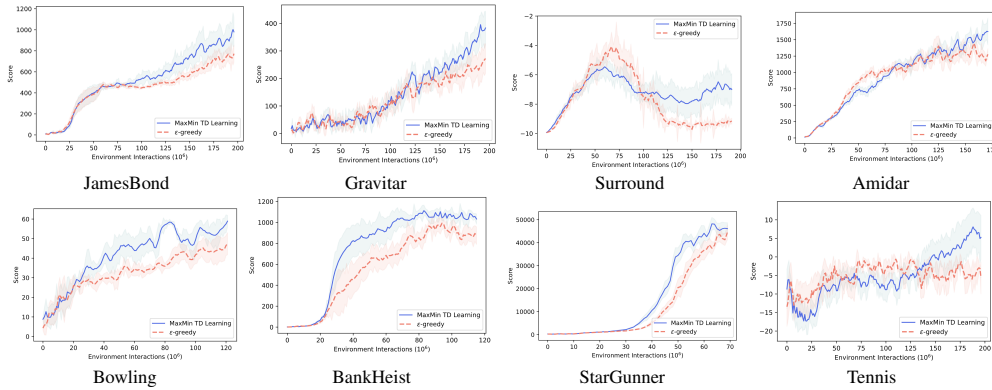 1200
1000
800
600
400
200
0
Score
MaxMin TD Learning
ε-greedy
0 25 50 75 100 125 150 175 200
Environment Interactions (10⁶)
JamesBond
400
300
200
100
0
Score
MaxMin TD Learning
ε-greedy
0 25 50 75 100 125 150 175 200
Environment Interactions (10⁶)
Gravitar
−2
−4
−6
−8
−10
Score
MaxMin TD Learning
ε-greedy
0 25 50 75 100 125 150 175 200
Environment Interactions (10⁶)
Surround
1750
1500
1250
1000
750
500
250
0
Score
MaxMin TD Learning
ε-greedy
0 25 50 75 100 125 150
Environment Interactions (10⁶)
Amidar
60
50
40
30
20
10
0
Score
MaxMin TD Learning
ε-greedy
0 20 40 60 80 100 120
Environment Interactions (10⁶)
Bowling
1000
800
600
400
200
0
Score
MaxMin TD Learning
ε-greedy
0 20 40 60 80 100 120
Environment Interactions (10⁶)
BankHeist
50000
40000
30000
20000
10000
0
Score
MaxMin TD Learning
ε-greedy
0 10 20 30 40 50 60 70
Environment Interactions (10⁶)
StarGunner
10
5
0
−5
−10
−15
−20
Score
MaxMin TD Learning
ε-greedy
0 25 50 75 100 125 150 175 200
Environment Interactions (10⁶)
Tennis